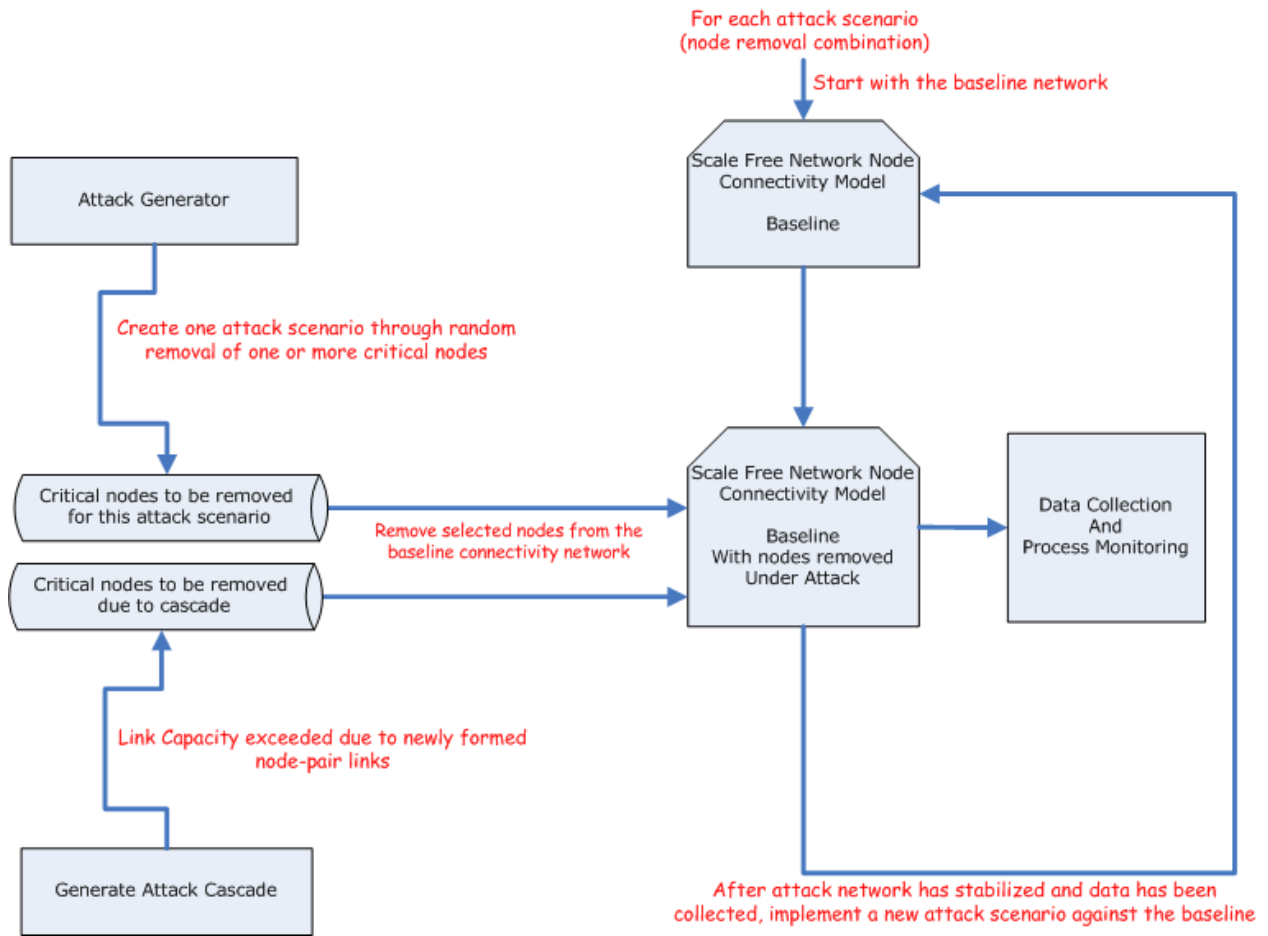 For each attack scenario
(node removal combination)
Start with the baseline network
Scale Free Network Node
Connectivity Model
Baseline
Attack Generator
Create one attack scenario through random
removal of one or more critical nodes
Critical nodes to be removed
for this attack scenario
Remove selected nodes from the
baseline connectivity network
Scale Free Network Node
Connectivity Model
Baseline
With nodes removed
Under Attack
Data Collection
And
Process Monitoring
Critical nodes to be removed
due to cascade
Link Capacity exceeded due to newly formed
node-pair links
Generate Attack Cascade
After attack network has stabilized and data has been
collected, implement a new attack scenario against the baseline